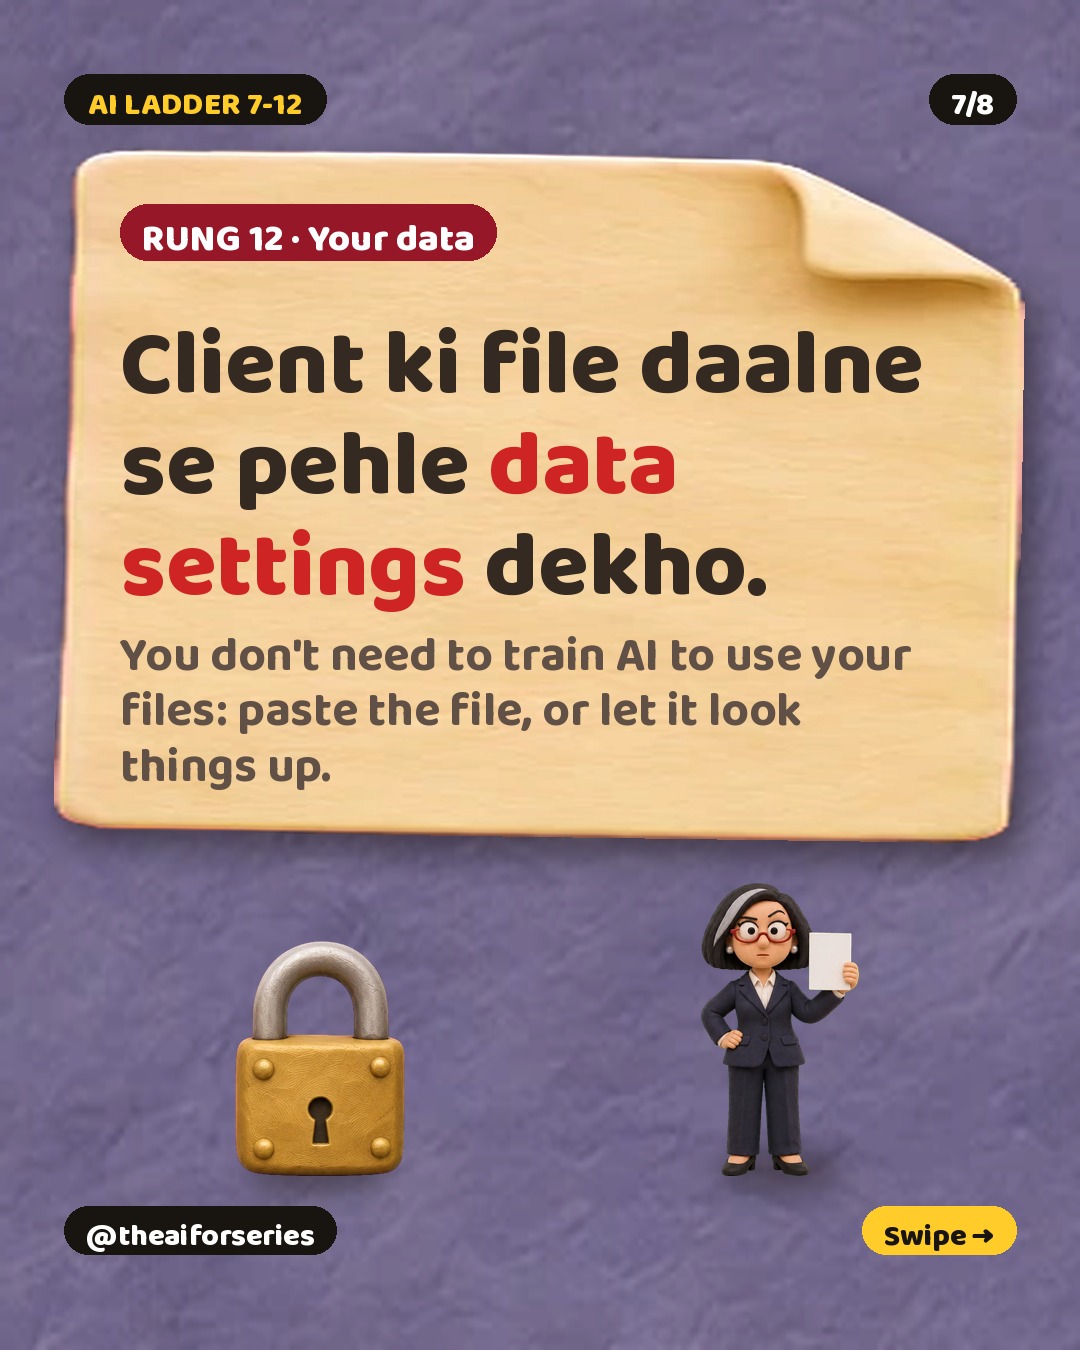 AI LADDER 7-12
7/8
RUNG 12 · Your data
Client ki file daalne
se pehle data
settings dekho.
You don't need to train AI to use your
files: paste the file, or let it look
things up.
@theaiforseries
Swipe →